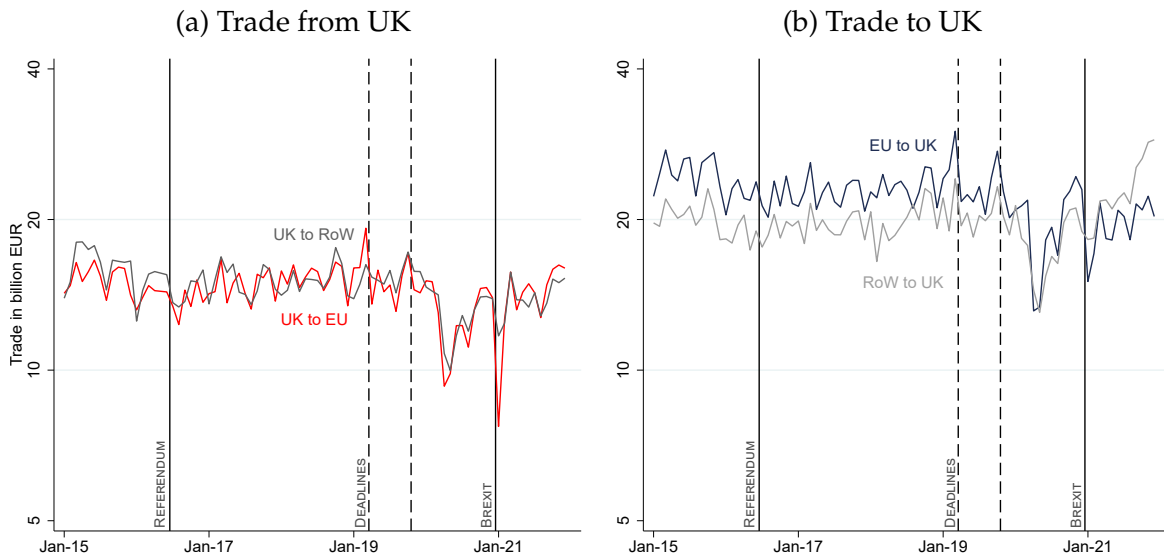 (a) Trade from UK
Trade in billion EUR
40
20
10
5
UK to RoW
UK to EU
REFERENDUM
DEADLINES
BREXIT
Jan-15
Jan-17
Jan-19
Jan-21
(b) Trade to UK
40
20
10
5
EU to UK
RoW to UK
REFERENDUM
DEADLINES
BREXIT
Jan-15
Jan-17
Jan-19
Jan-21